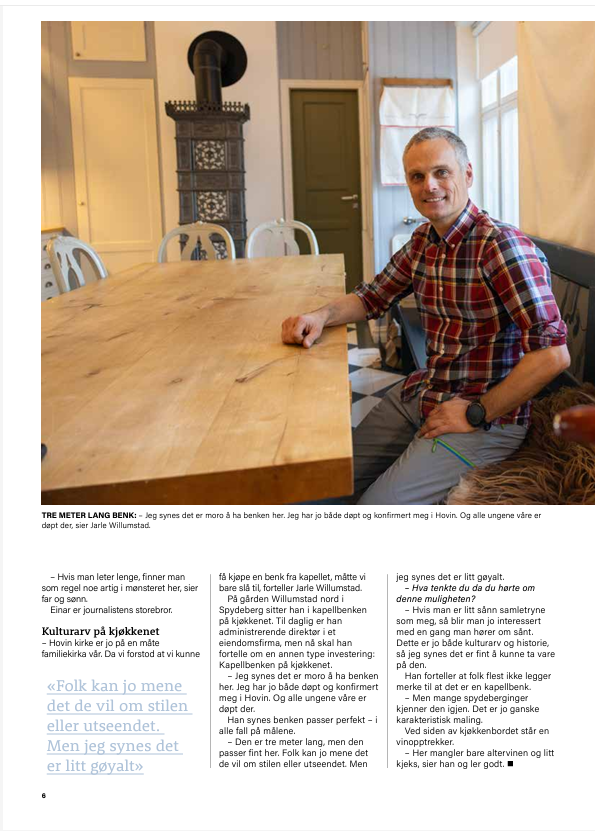 TRE METER LANG BENK: – Jeg synes det er moro å ha benken her. Jeg har jo både døpt og konfirmert meg i Hovin. Og alle ungene våre er
døpt der, sier Jarle Willumstad.
– Hvis man leter lenge, finner man
som regel noe artig i mønsteret her, sier
far og sønn.
Einar er journalistens storebror.
Kulturarv på kjøkkenet
– Hovin kirke er jo på en måte
familiekirka vår. Da vi forstod at vi kunne
«Folk kan jo mene
det de vil om stilen
eller utseendet.
Men jeg synes det
er litt gøyalt»
få kjøpe en benk fra kapellet, måtte vi
bare slå til, forteller Jarle Willumstad.
På gården Willumstad nord i
Spydeberg sitter han i kapellbenken
på kjøkkenet. Til daglig er han
administrerende direktør i et
eiendomsfirma, men nå skal han
fortelle om en annen type investering:
Kapellbenken på kjøkkenet.
– Jeg synes det er moro å ha benken
her. Jeg har jo både døpt og konfirmert
meg i Hovin. Og alle ungene våre er
døpt der.
Han synes benken passer perfekt – i
alle fall på målene.
– Den er tre meter lang, men den
passer fint her. Folk kan jo mene det
de vil om stilen eller utseendet. Men
jeg synes det er litt gøyalt.
– Hva tenkte du da du hørte om
denne muligheten?
– Hvis man er litt sånn samletryne
som meg, så blir man jo interessert
med en gang man hører om sånt.
Dette er jo både kulturarv og historie,
så jeg synes det er fint å kunne ta vare
på den.
Han forteller at folk flest ikke legger
merke til at det er en kapellbenk.
– Men mange spydeberginger
kjenner den igjen. Det er jo ganske
karakteristisk maling.
Ved siden av kjøkkenbordet står en
vinopptrekker.
– Her mangler bare altervinen og litt
kjeks, sier han og ler godt. ■
6